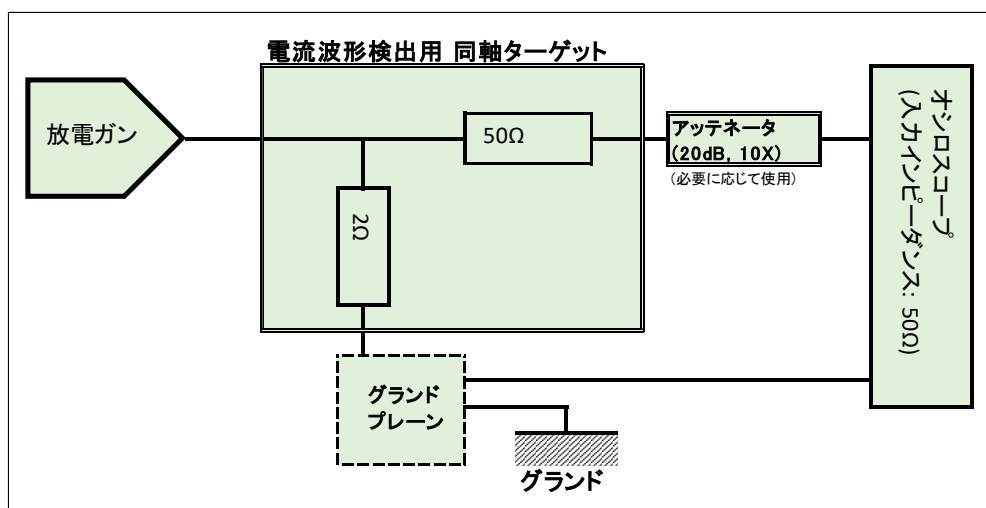 電流波形検出用 同軸ターゲット
放電ガン
50Ω
2Ω
アッテネータ
(20dB, 10X)
(必要に応じて使用)
オシロスコープ
(入力インピーダンス: 50Ω)
グランド
プレーン
グランド